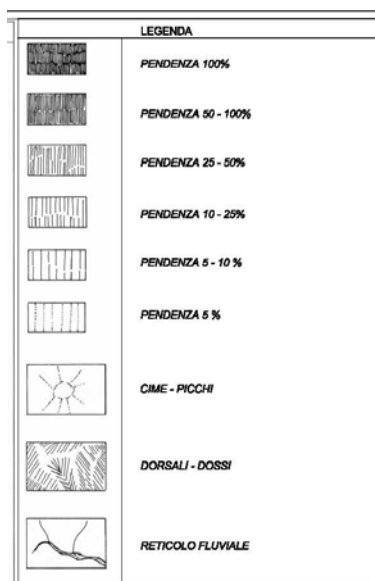 LEGENDA
PENDENZA 100%
PENDENZA 50 - 100%
PENDENZA 25 - 50%
PENDENZA 10 - 25%
PENDENZA 5 - 10 %
PENDENZA 5 %
CIME - PICCHI
DORSALI - DOSSI
RETICOLO FLUVIALE